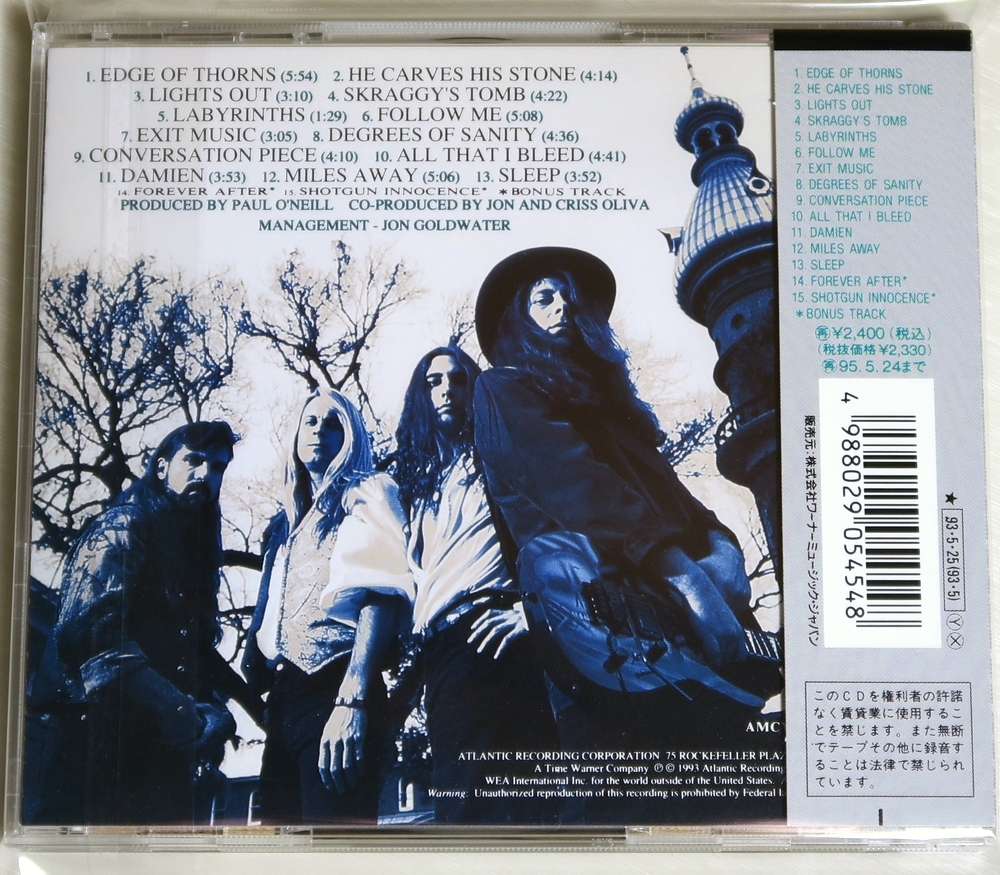 1. EDGE OF THORNS (5:54) 2. HE CARVES HIS STONE (4:14)
3. LIGHTS OUT (3:10) 4. SKRAGGY'S TOMB (4:22)
5. LABYRINTHS (1:29) 6. FOLLOW ME (5:08)
7. EXIT MUSIC (3:05) 8. DEGREES OF SANITY (4:36)
9. CONVERSATION PIECE (4:10) 10. ALL THAT I BLEED (4:41)
11. DAMIEN (3:53) 12. MILES AWAY (5:06) 13. SLEEP (3:52)
14. FOREVER AFTER* 15. SHOTGUN INNOCENCE* *BONUS TRACK
PRODUCED BY PAUL O'NEILL CO-PRODUCED BY JON AND CRISS OLIVA
MANAGEMENT - JON GOLDWATER
AMCY
ATLANTIC RECORDING CORPORATION 75 ROCKEFELLER PLAZ
A Time Warner Company ℗ © 1993 Atlantic Recording
WEA International Inc. for the world outside of the United States.
Warning: Unauthorized reproduction of this recording is prohibited by Federal l
1. EDGE OF THORNS
2. HE CARVES HIS STONE
3. LIGHTS OUT
4. SKRAGGY'S TOMB
5. LABYRINTHS
6. FOLLOW ME
7. EXIT MUSIC
8. DEGREES OF SANITY
9. CONVERSATION PIECE
10. ALL THAT I BLEED
11. DAMIEN
12. MILES AWAY
13. SLEEP
14. FOREVER AFTER*
15. SHOTGUN INNOCENCE*
*BONUS TRACK
再¥2,400(税込)
(税抜価格¥2,330)
再95.5.24まで
4 988029 054548
販売元:株式会社ワーナーミュージック・ジャパン
★ 93・5・25(93・5) Ⓨ Ⓧ
このCDを権利者の許諾
なく賃貸業に使用するこ
とを禁じます。また無断
でテープその他に録音す
ることは法律で禁じられ
ています。
I